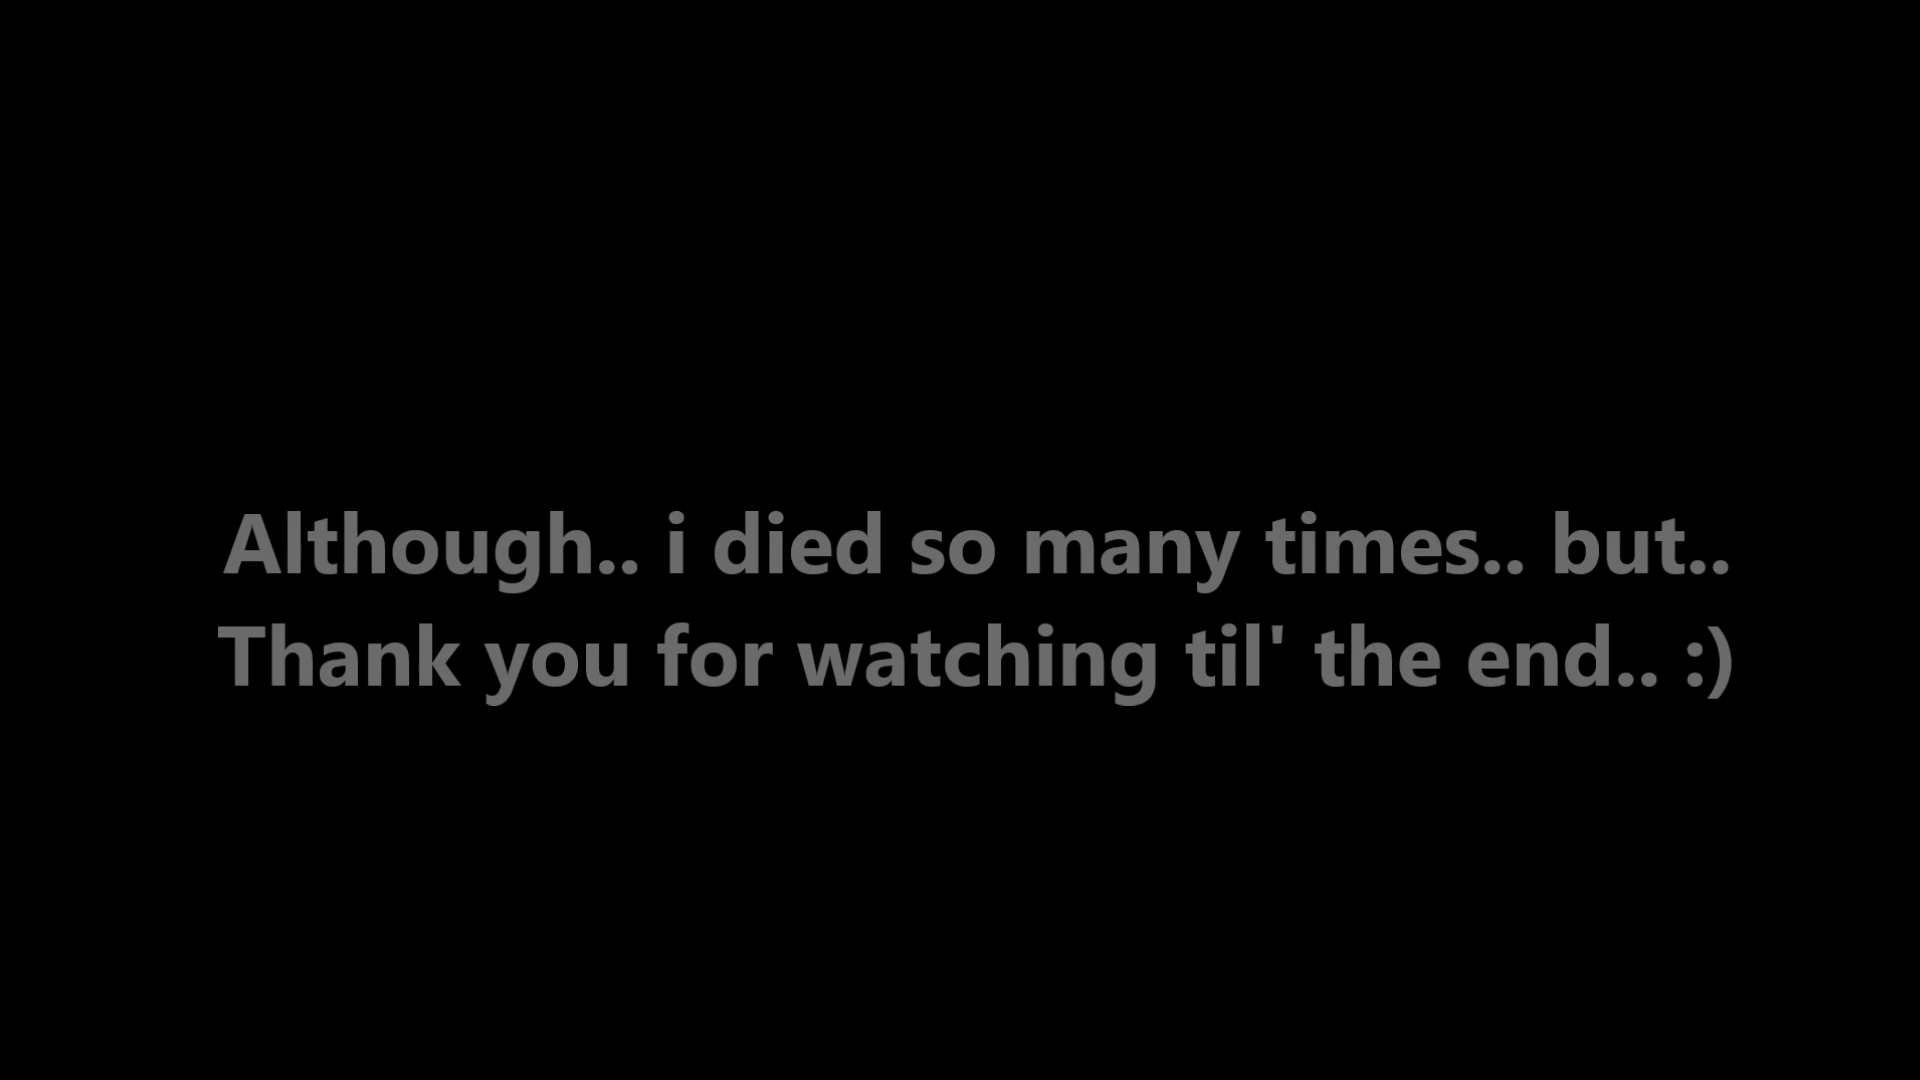 Although.. i died so many times.. but..
Thank you for watching til' the end.. :)